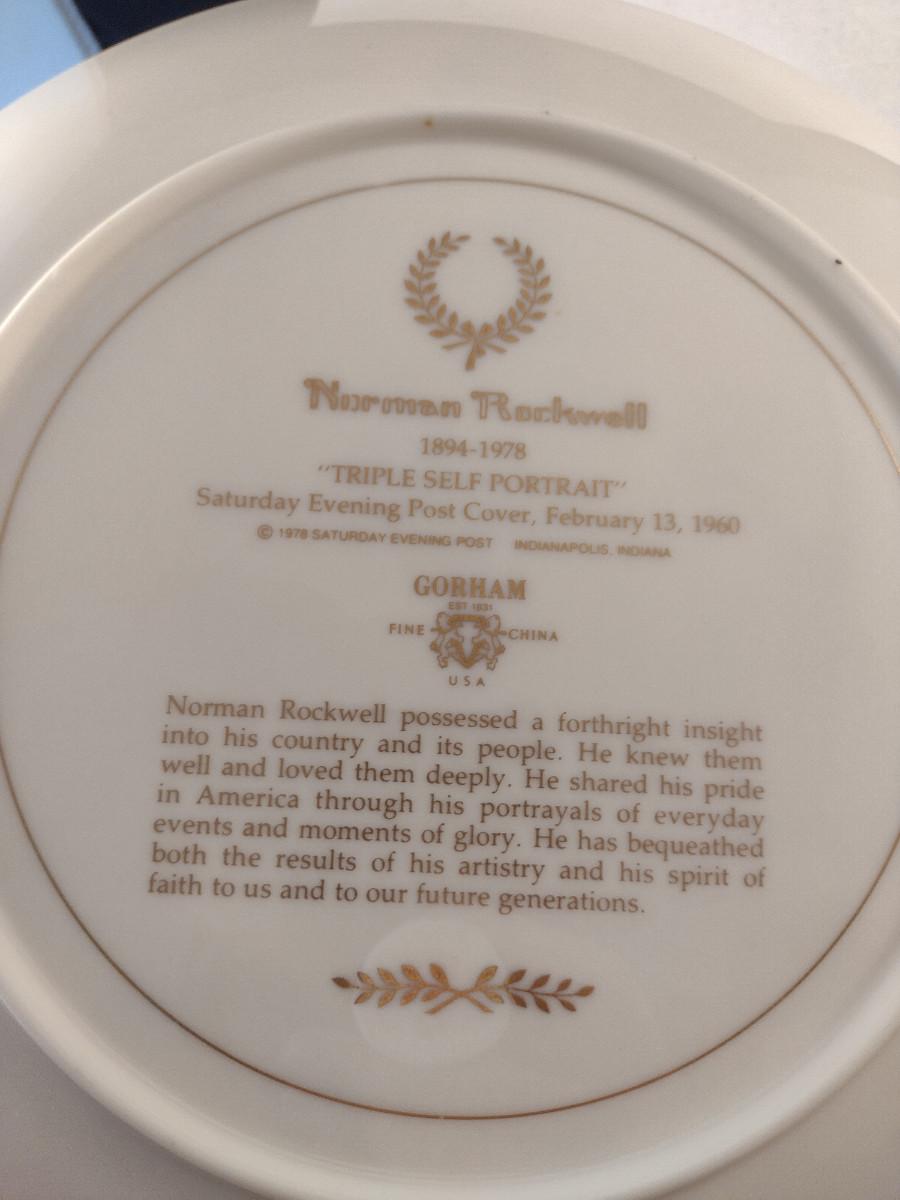 Norman Rockwell
1894-1978
"TRIPLE SELF PORTRAIT"
Saturday Evening Post Cover, February 13, 1960
© 1978 SATURDAY EVENING POST INDIANAPOLIS, INDIANA
GORHAM
EST 1831
FINE CHINA
USA
Norman Rockwell possessed a forthright insight
into his country and its people. He knew them
well and loved them deeply. He shared his pride
in America through his portrayals of everyday
events and moments of glory. He has bequeathed
both the results of his artistry and his spirit of
faith to us and to our future generations.